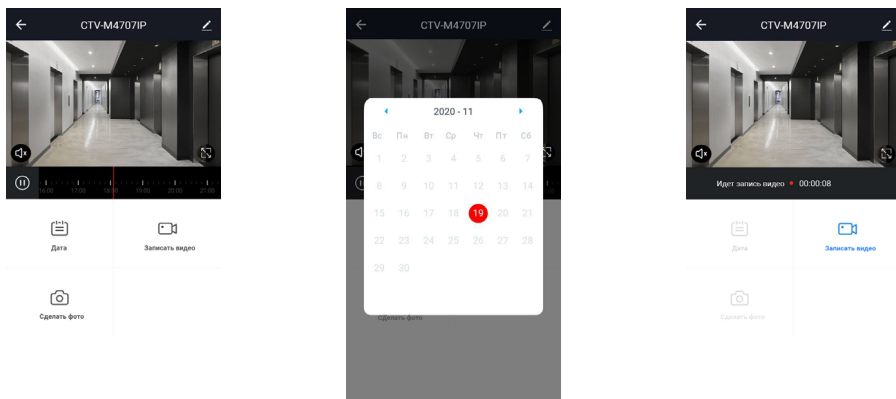 CTV-M4707IP
16:00 17:00 18:00 19:00 20:00 21:00
Дата
Записать видео
Сделать фото
CTV-M4707IP
2020 - 11
Вс Пн Вт Ср Чт Пт Сб
1 2 3 4 5 6 7
8 9 10 11 12 13 14
15 16 17 18 19 20 21
22 23 24 25 26 27 28
29 30
Сделать фото
CTV-M4707IP
Идет запись видео 00:00:08
Дата
Записать видео
Сделать фото